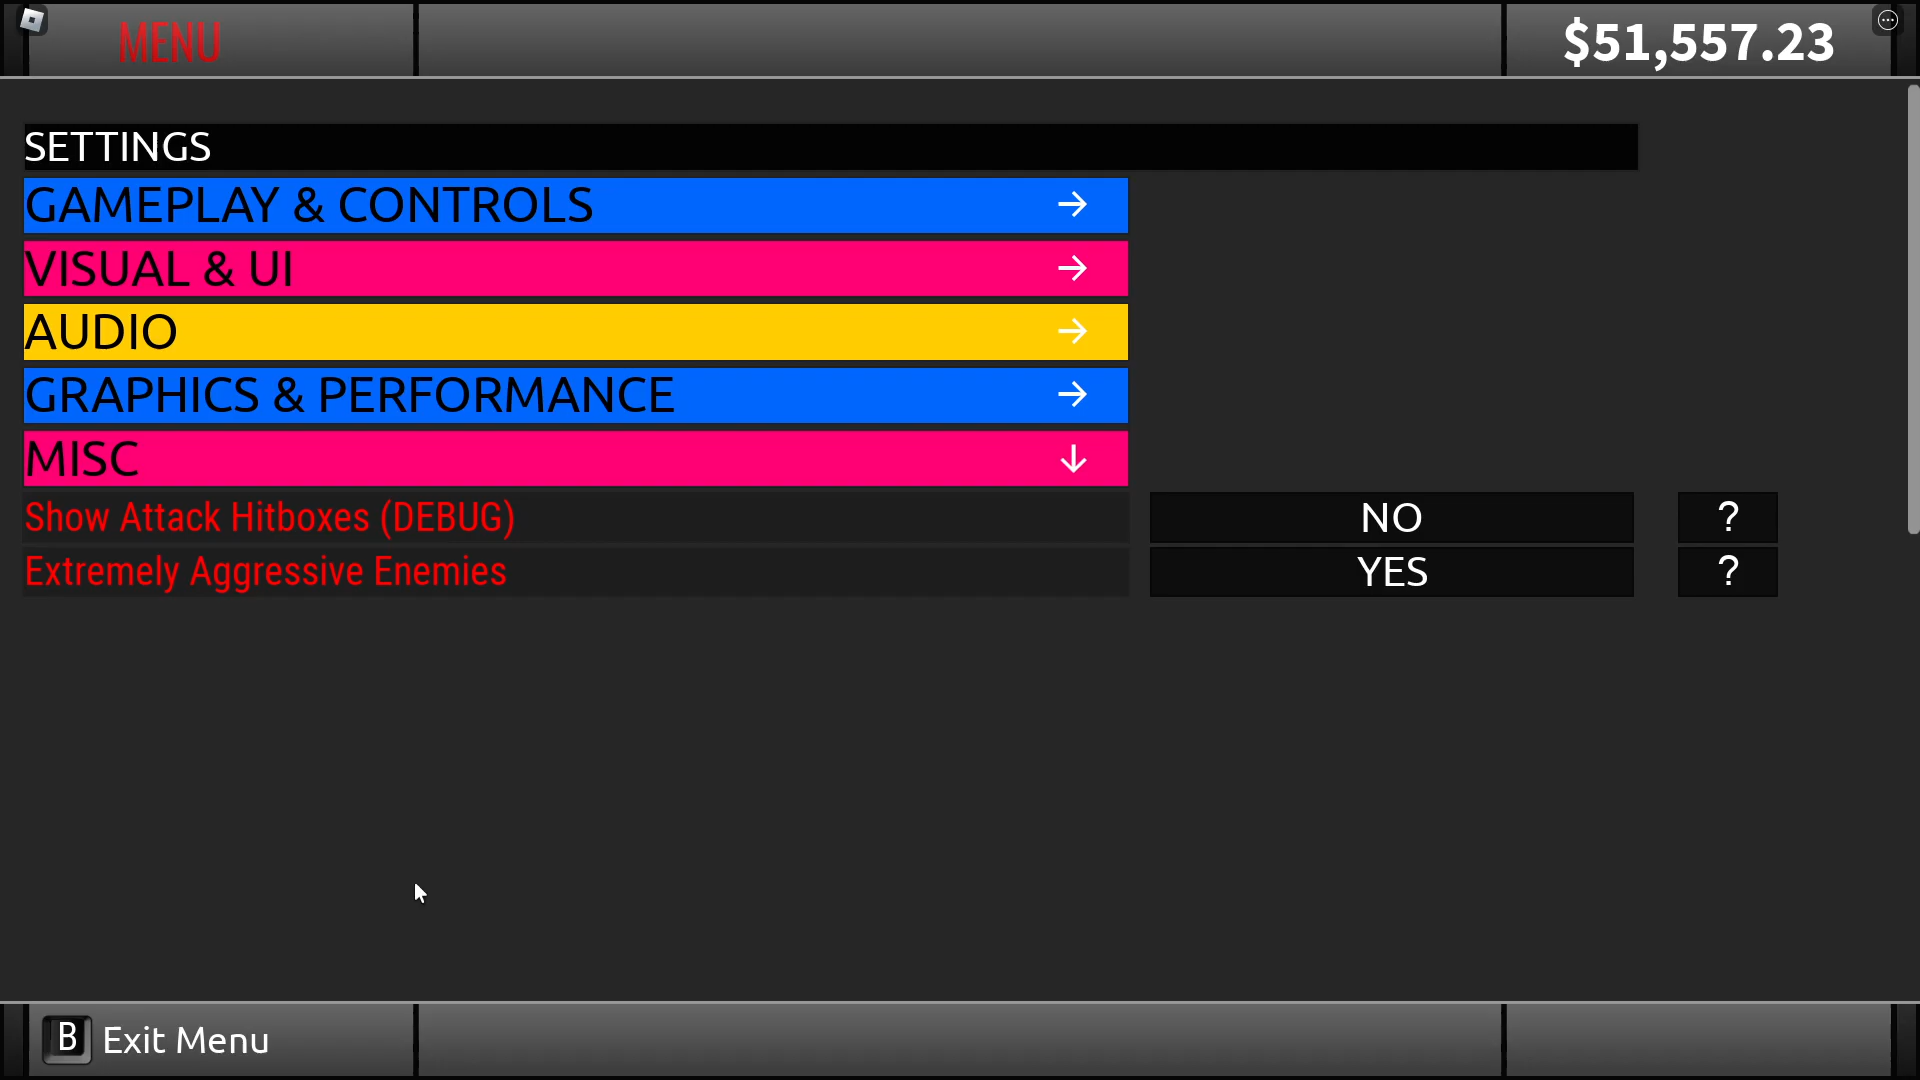 MENU
$51,557.23
SETTINGS
GAMEPLAY & CONTROLS
VISUAL & UI
AUDIO
GRAPHICS & PERFORMANCE
MISC
Show Attack Hitboxes (DEBUG) NO ?
Extremely Aggressive Enemies YES ?
B Exit Menu